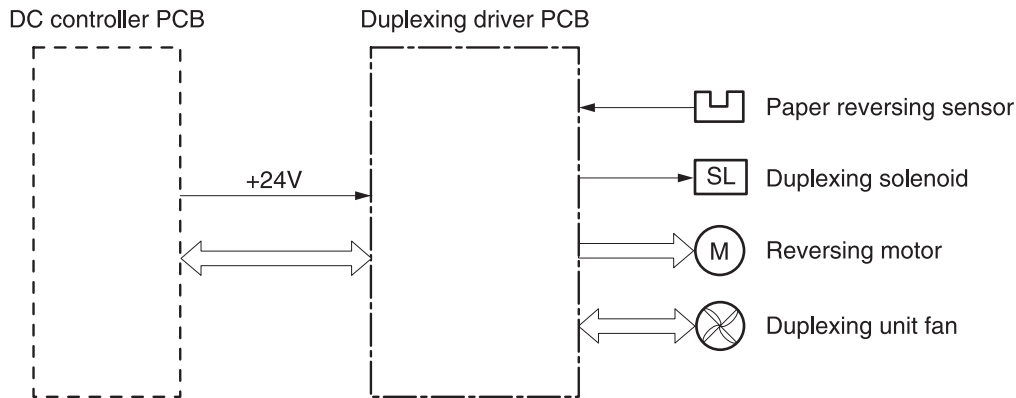 DC controller PCB
Duplexing driver PCB
Paper reversing sensor
+24V
SL
Duplexing solenoid
M
Reversing motor
Duplexing unit fan